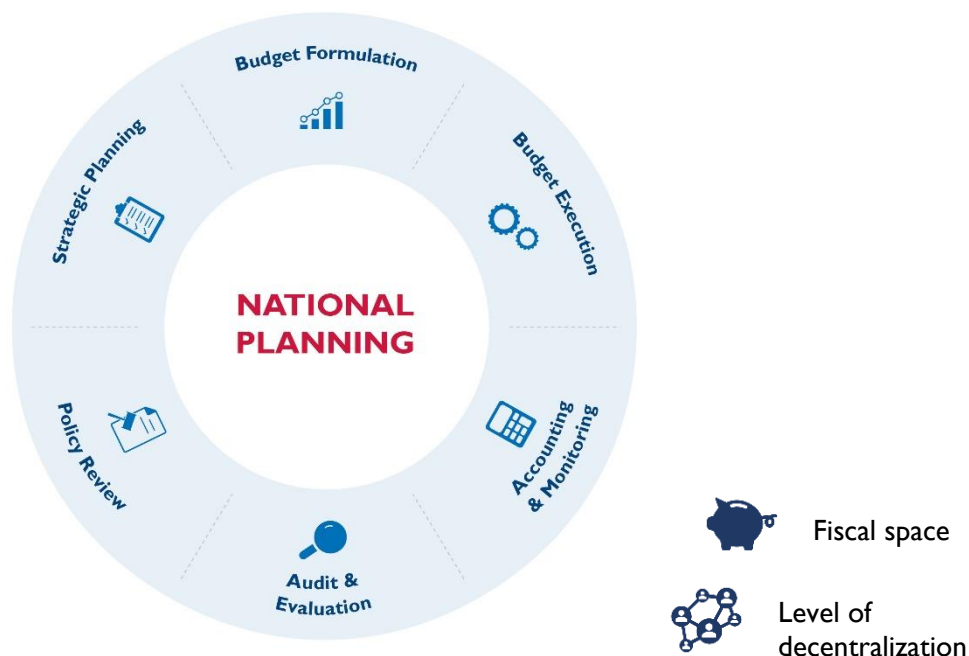 Budget Formulation
Strategic Planning
Budget Execution
NATIONAL
PLANNING
Policy Review
Accounting
& Monitoring
Audit &
Evaluation
Fiscal space
Level of
decentralization